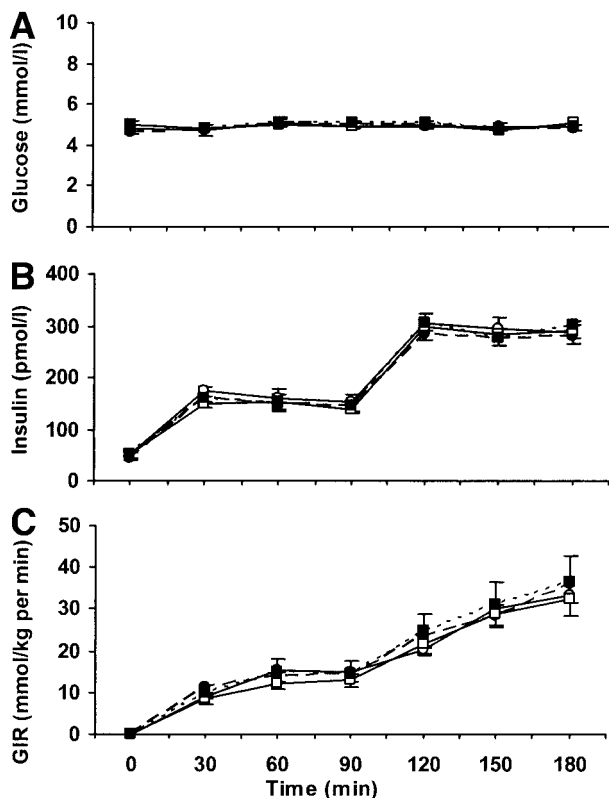 A
Glucose (mmol/l)
10
8
6
4
2
0
B
Insulin (pmol/l)
400
300
200
100
0
C
GIR (mmol/kg per min)
50
40
30
20
10
0
0 30 60 90 120 150 180
Time (min)